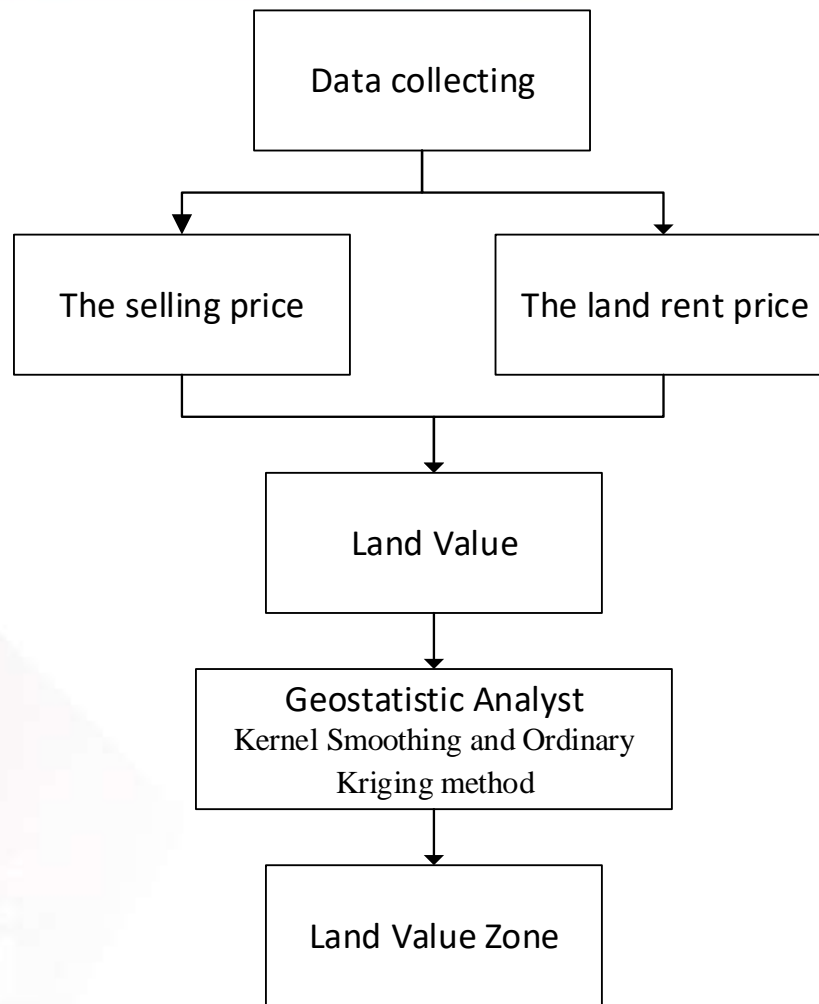 Data collecting
The selling price
The land rent price
Land Value
Geostatistic Analyst
Kernel Smoothing and Ordinary
Kriging method
Land Value Zone